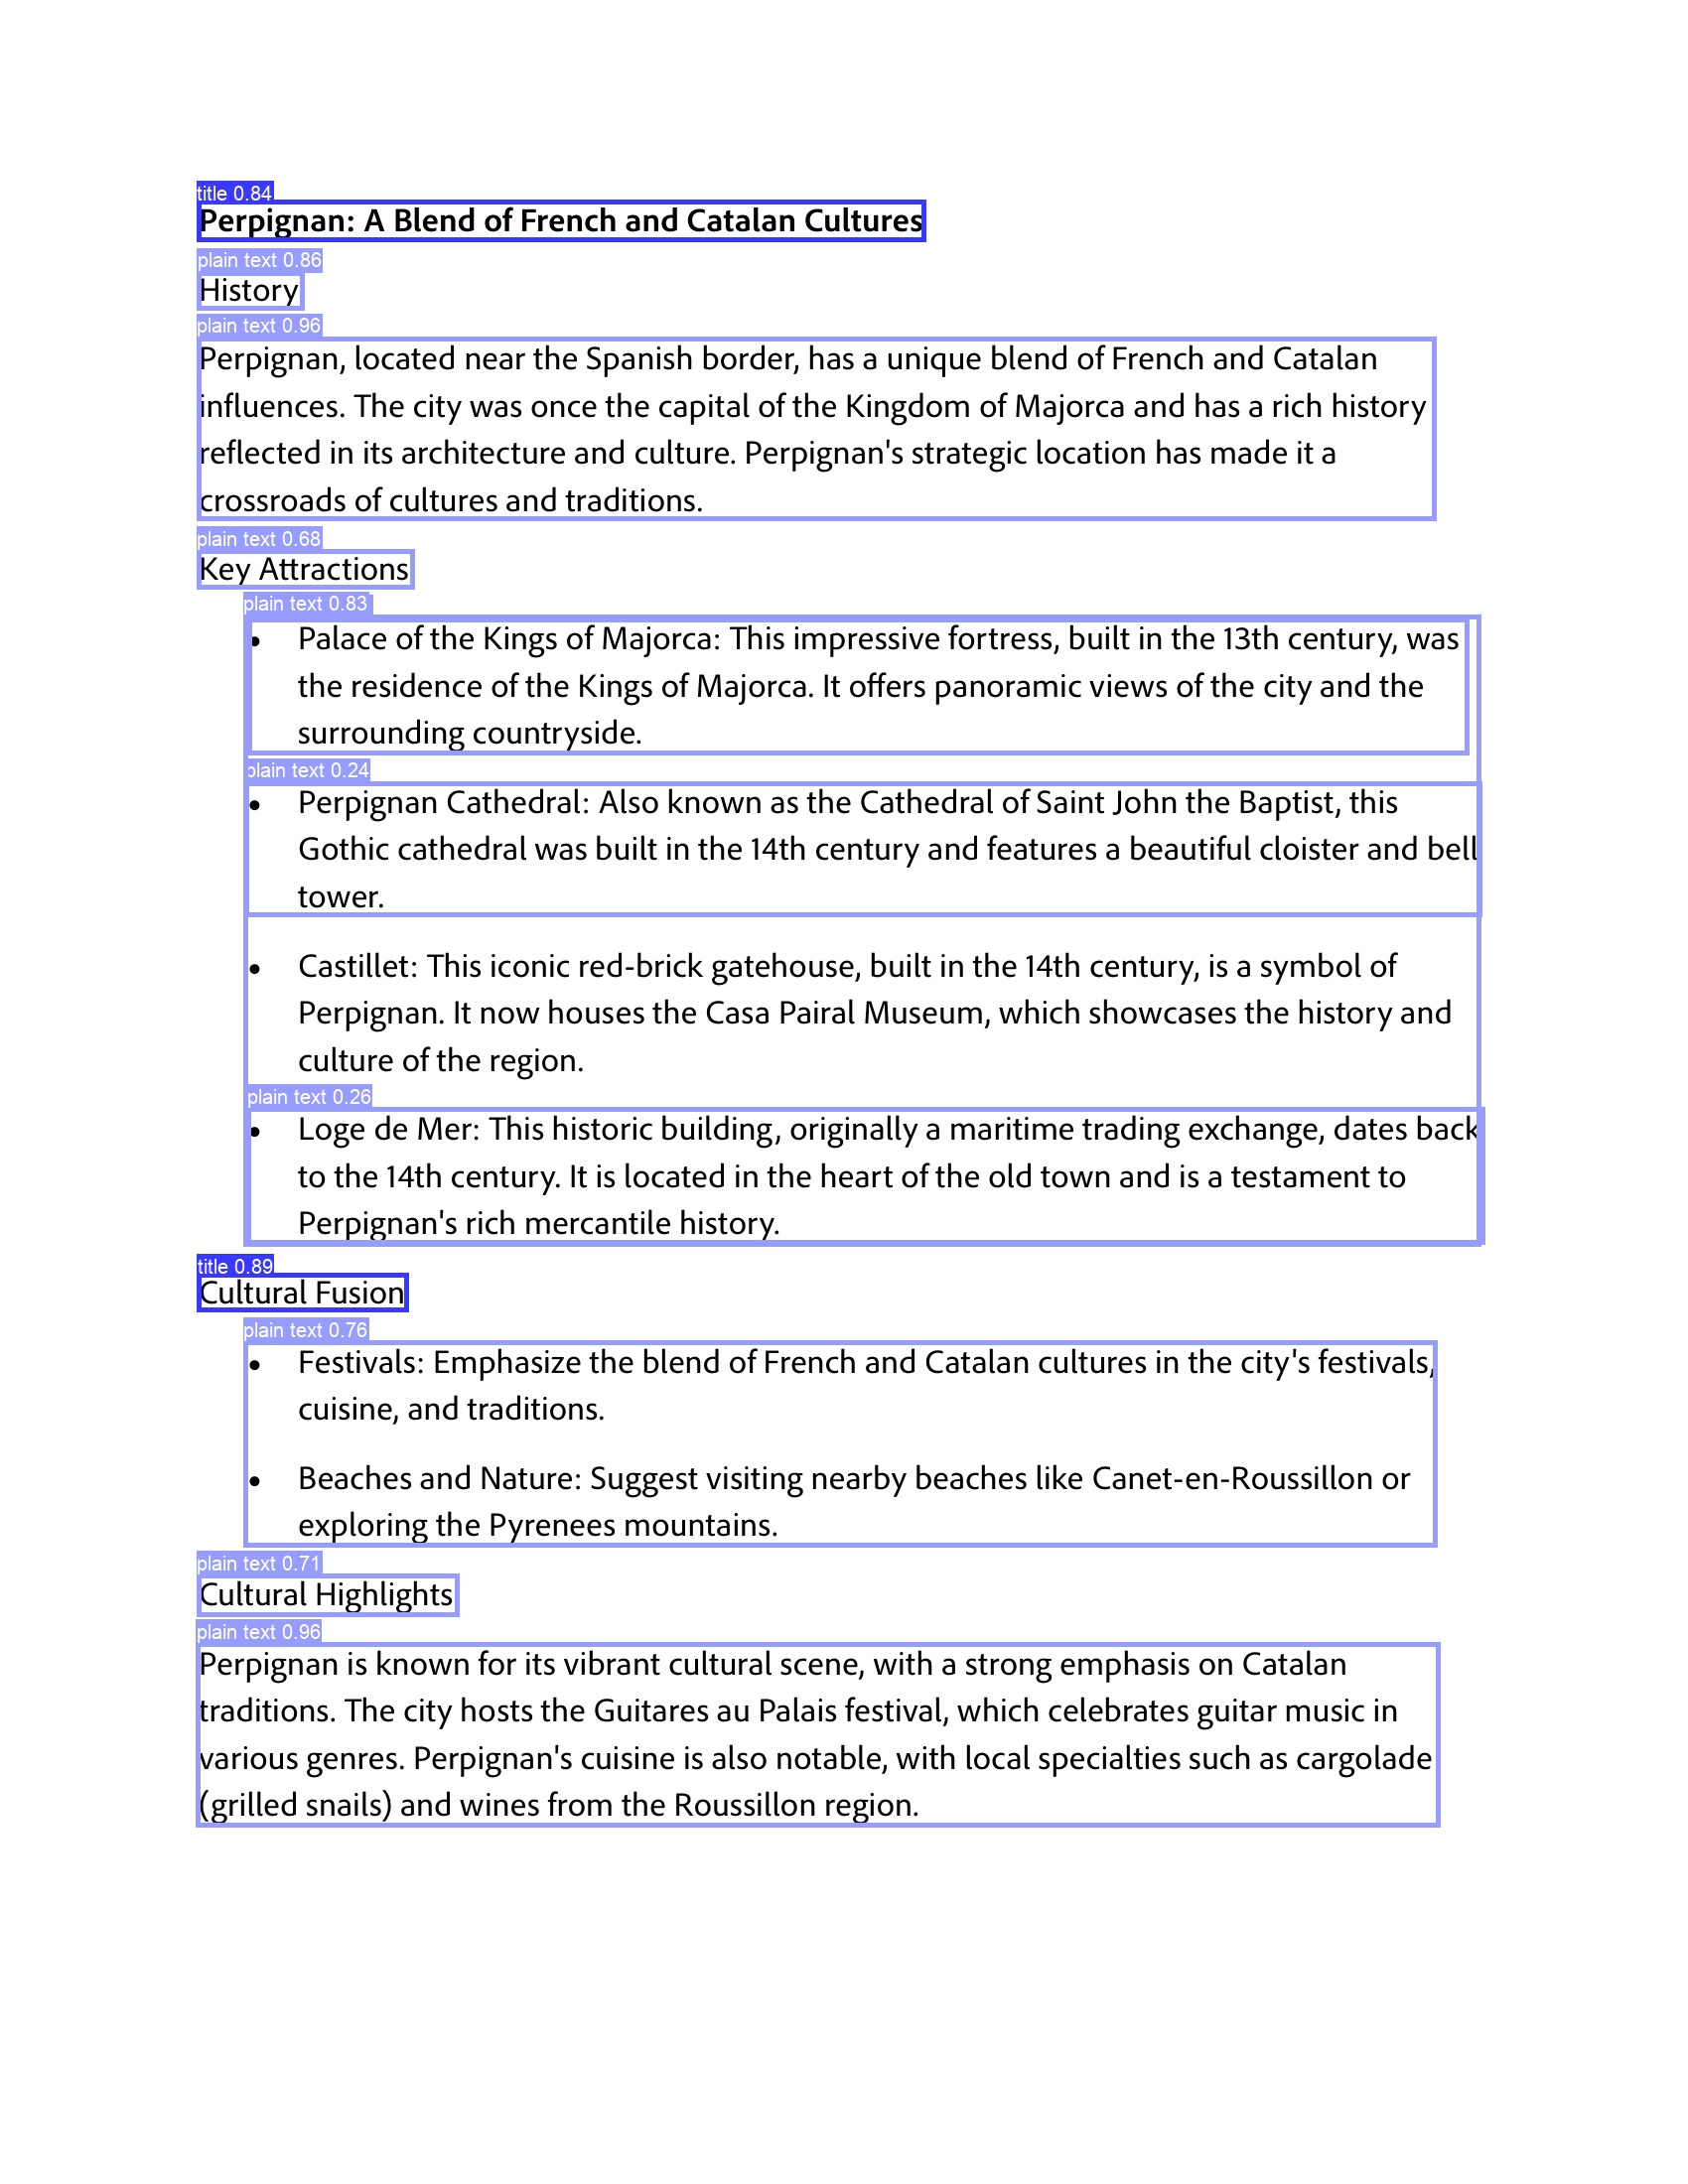 title 0.84
Perpignan: A Blend of French and Catalan Cultures
plain text 0.86
History
plain text 0.96
Perpignan, located near the Spanish border, has a unique blend of French and Catalan
influences. The city was once the capital of the Kingdom of Majorca and has a rich history
reflected in its architecture and culture. Perpignan's strategic location has made it a
crossroads of cultures and traditions.
plain text 0.68
Key Attractions
plain text 0.83
• Palace of the Kings of Majorca: This impressive fortress, built in the 13th century, was
the residence of the Kings of Majorca. It offers panoramic views of the city and the
surrounding countryside.
plain text 0.24
• Perpignan Cathedral: Also known as the Cathedral of Saint John the Baptist, this
Gothic cathedral was built in the 14th century and features a beautiful cloister and bell
tower.
• Castillet: This iconic red-brick gatehouse, built in the 14th century, is a symbol of
Perpignan. It now houses the Casa Pairal Museum, which showcases the history and
culture of the region.
plain text 0.26
• Loge de Mer: This historic building, originally a maritime trading exchange, dates back
to the 14th century. It is located in the heart of the old town and is a testament to
Perpignan's rich mercantile history.
title 0.89
Cultural Fusion
plain text 0.76
• Festivals: Emphasize the blend of French and Catalan cultures in the city's festivals,
cuisine, and traditions.
• Beaches and Nature: Suggest visiting nearby beaches like Canet-en-Roussillon or
exploring the Pyrenees mountains.
plain text 0.71
Cultural Highlights
plain text 0.96
Perpignan is known for its vibrant cultural scene, with a strong emphasis on Catalan
traditions. The city hosts the Guitares au Palais festival, which celebrates guitar music in
various genres. Perpignan's cuisine is also notable, with local specialties such as cargolade
(grilled snails) and wines from the Roussillon region.